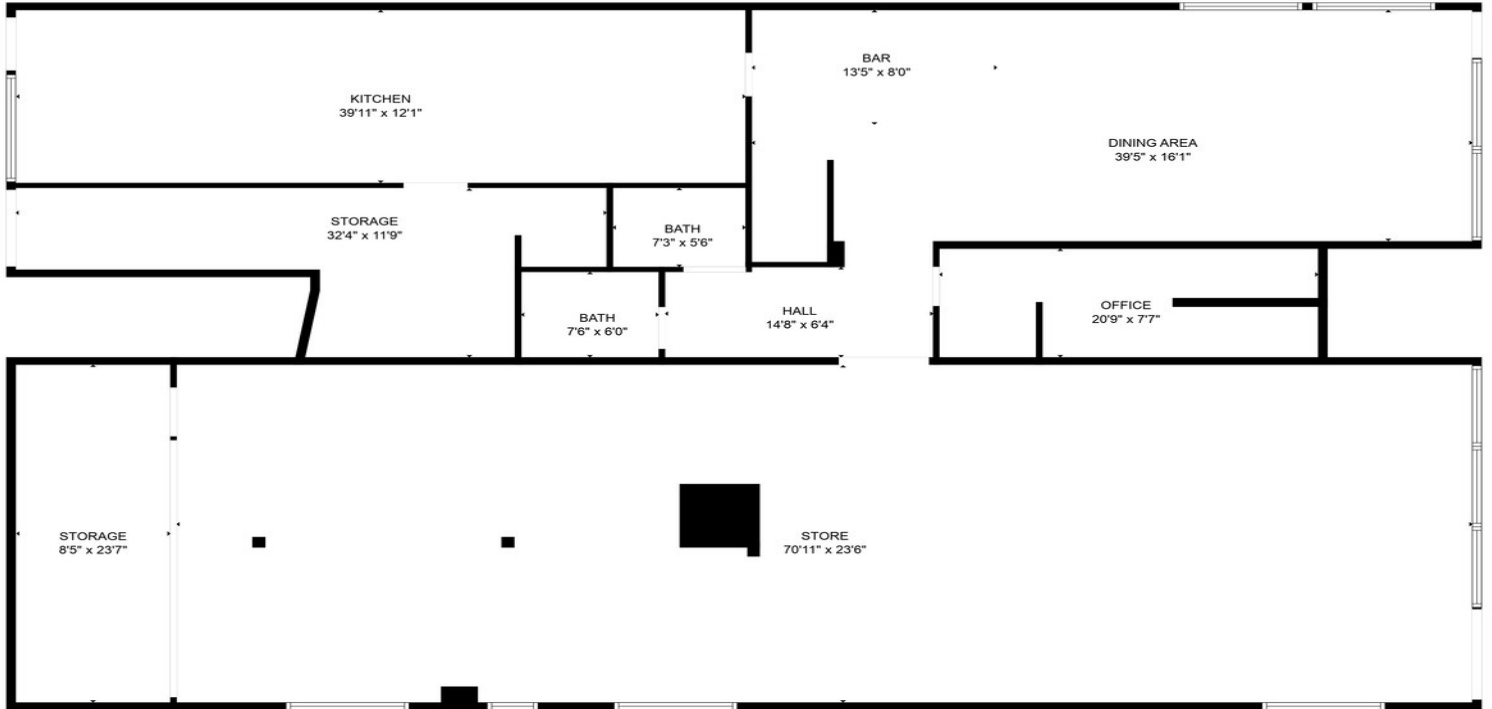 BAR
13'5" x 8'0"
KITCHEN
39'11" x 12'1"
DINING AREA
39'5" x 16'1"
STORAGE
32'4" x 11'9"
BATH
7'3" x 5'6"
BATH
7'6" x 6'0"
HALL
14'8" x 6'4"
OFFICE
20'9" x 7'7"
STORAGE
8'5" x 23'7"
STORE
70'11" x 23'6"